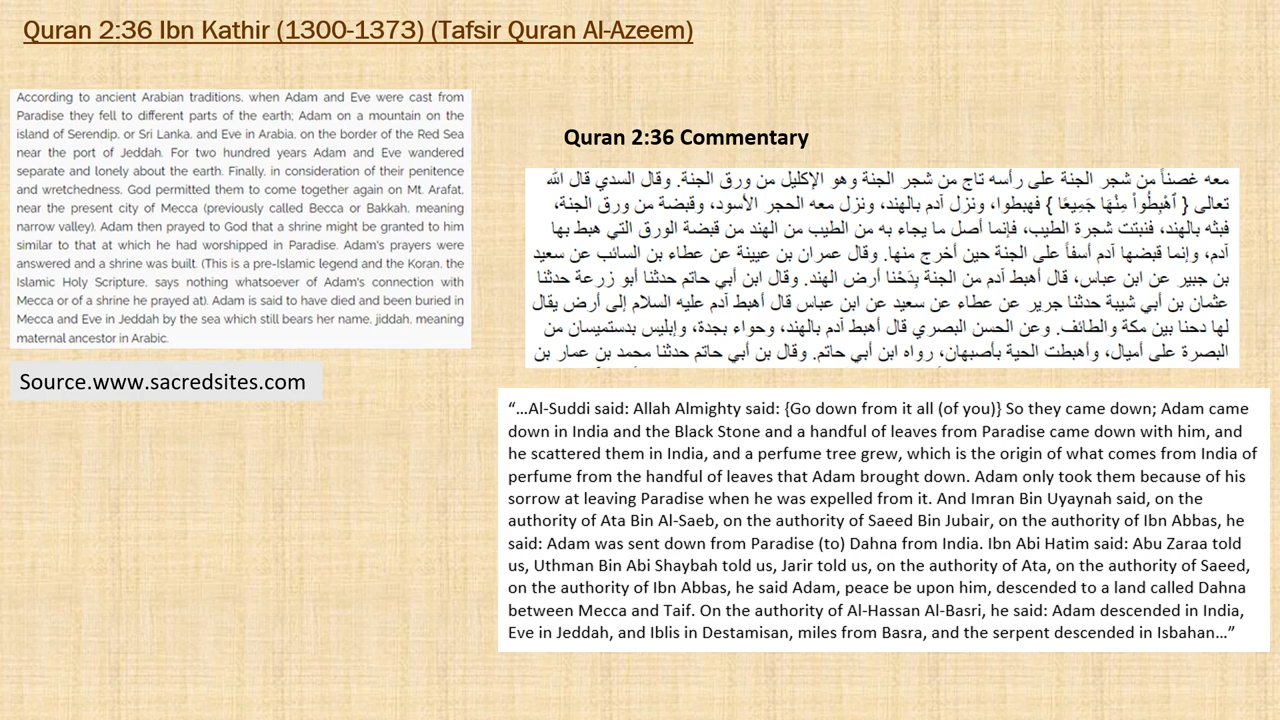 Quran 2:36 Ibn Kathir (1300-1373) (Tafsir Quran Al-Azeem)
According to ancient Arabian traditions, when Adam and Eve were cast from
Paradise they fell to different parts of the earth; Adam on a mountain on the
island of Serendip, or Sri Lanka, and Eve in Arabia, on the border of the Red Sea
near the port of Jeddah. For two hundred years Adam and Eve wandered
separate and lonely about the earth. Finally, in consideration of their penitence
and wretchedness, God permitted them to come together again on Mt. Arafat,
near the present city of Mecca (previously called Becca or Bakkah, meaning
narrow valley). Adam then prayed to God that a shrine might be granted to him
similar to that at which he had worshipped in Paradise. Adam's prayers were
answered and a shrine was built. (This is a pre-Islamic legend and the Koran, the
Islamic Holy Scripture, says nothing whatsoever of Adam's connection with
Mecca or of a shrine he prayed at). Adam is said to have died and been buried in
Mecca and Eve in Jeddah by the sea which still bears her name, jiddah, meaning
maternal ancestor in Arabic.
Source.www.sacredsites.com
Quran 2:36 Commentary
معه غصناً من شجر الجنة على رأسه تاج من شجر الجنة وهو الإكليل من ورق الجنة. وقال السدي قال الله
تعالى { ٱهْبِطُواْ مِنْهَا جَمِيعًا } فهبطوا، ونزل آدم بالهند، ونزل معه الحجر الأسود، وقبضة من ورق الجنة،
فبثه بالهند، فنبتت شجرة الطيب، فإنما أصل ما يجاء به من الطيب من الهند من قبضة الورق التي هبط بها
آدم، وإنما قبضها آدم أسفاً على الجنة حين أخرج منها. وقال عمران بن عيينة عن عطاء بن السائب عن سعيد
بن جبير عن ابن عباس، قال أهبط آدم من الجنة بِدَحْنا أرض الهند. وقال ابن أبي حاتم حدثنا أبو زرعة حدثنا
عثمان بن أبي شيبة حدثنا جرير عن عطاء عن سعيد عن ابن عباس قال أهبط آدم عليه السلام إلى أرض يقال
لها دحنا بين مكة والطائف. وعن الحسن البصري قال أهبط آدم بالهند، وحواء بجدة، وإبليس بدستميسان من
البصرة على أميال، وأهبطت الحية بأصبهان، رواه ابن أبي حاتم. وقال بن أبي حاتم حدثنا محمد بن عمار بن
“…Al-Suddi said: Allah Almighty said: {Go down from it all (of you)} So they came down; Adam came
down in India and the Black Stone and a handful of leaves from Paradise came down with him, and
he scattered them in India, and a perfume tree grew, which is the origin of what comes from India of
perfume from the handful of leaves that Adam brought down. Adam only took them because of his
sorrow at leaving Paradise when he was expelled from it. And Imran Bin Uyaynah said, on the
authority of Ata Bin Al-Saeb, on the authority of Saeed Bin Jubair, on the authority of Ibn Abbas, he
said: Adam was sent down from Paradise (to) Dahna from India. Ibn Abi Hatim said: Abu Zaraa told
us, Uthman Bin Abi Shaybah told us, Jarir told us, on the authority of Ata, on the authority of Saeed,
on the authority of Ibn Abbas, he said Adam, peace be upon him, descended to a land called Dahna
between Mecca and Taif. On the authority of Al-Hassan Al-Basri, he said: Adam descended in India,
Eve in Jeddah, and Iblis in Destamisan, miles from Basra, and the serpent descended in Isbahan…”